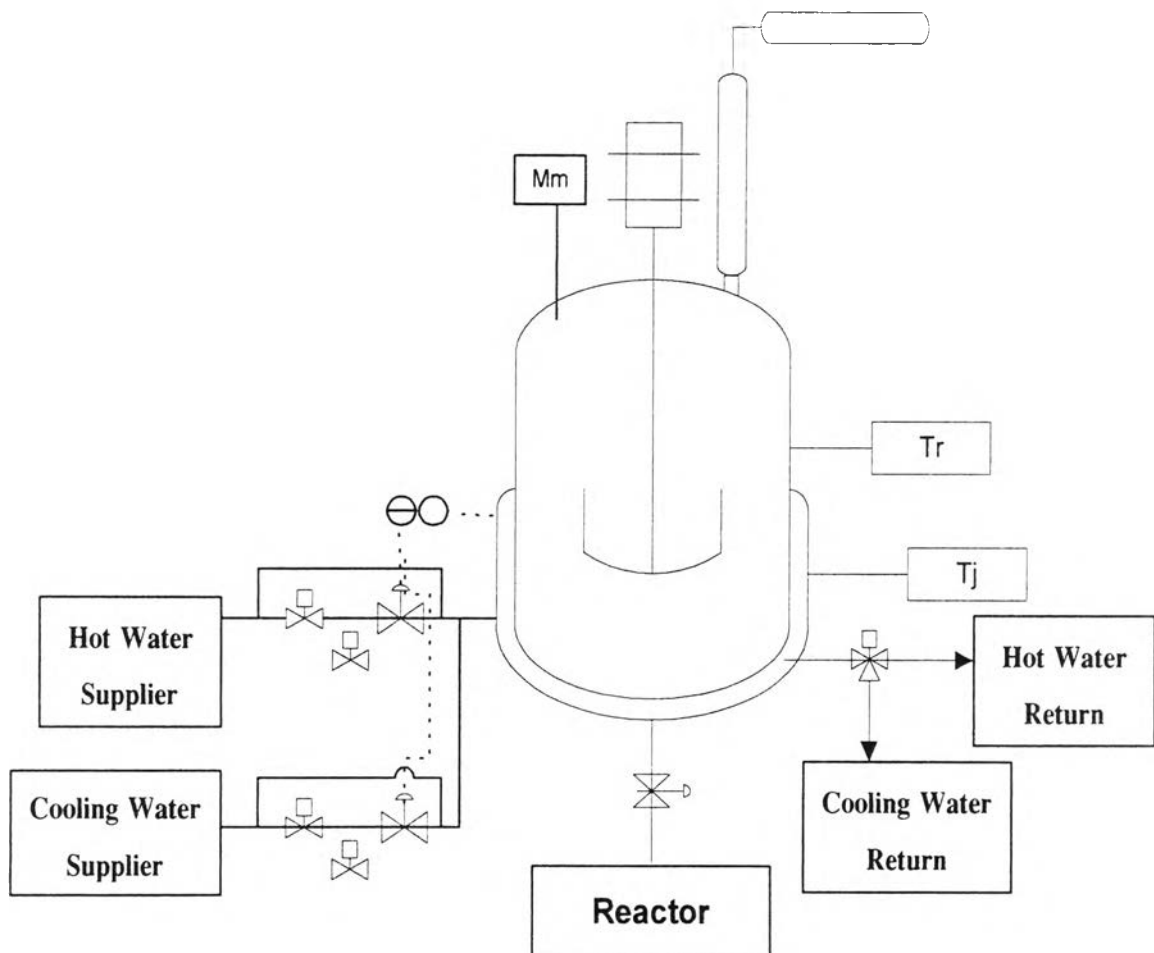 Mm
Tr
Tj
Hot Water
Supplier
Hot Water
Return
Cooling Water
Supplier
Cooling Water
Return
Reactor